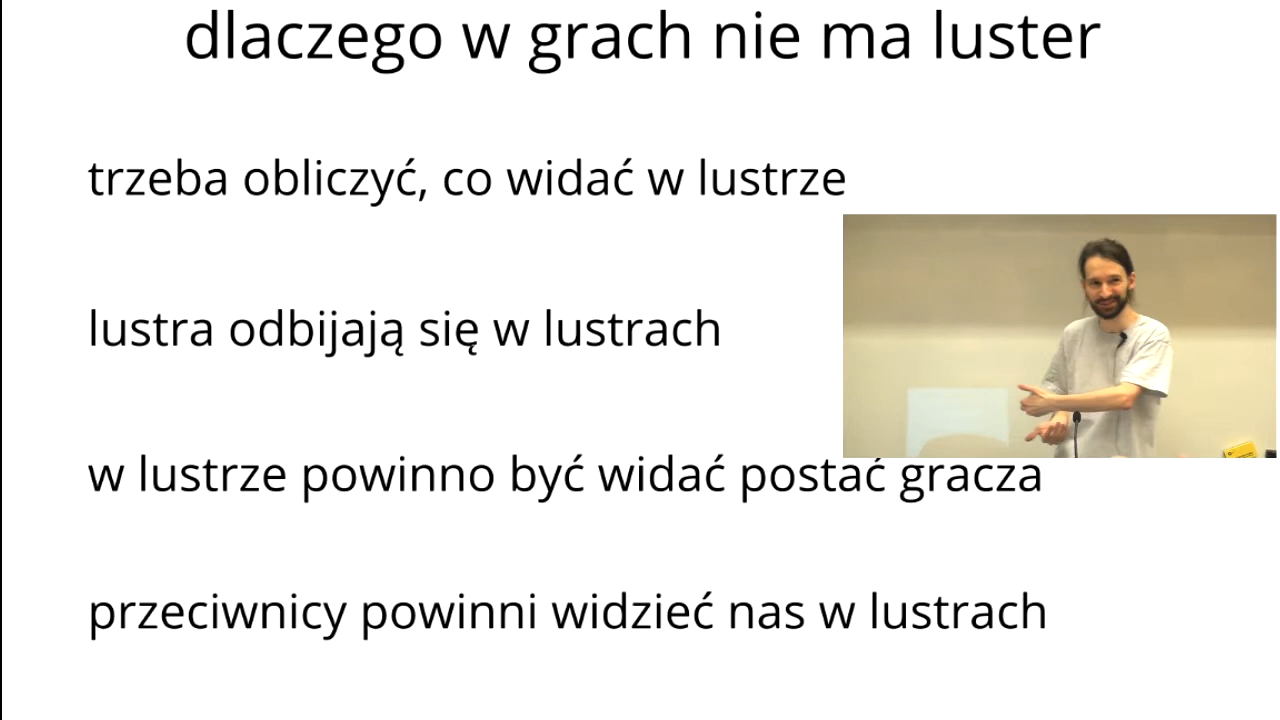 dlaczego w grach nie ma luster
trzeba obliczyć, co widać w lustrze
lustra odbijają się w lustrach
w lustrze powinno być widać postać gracza
przeciwnicy powinni widzieć nas w lustrach